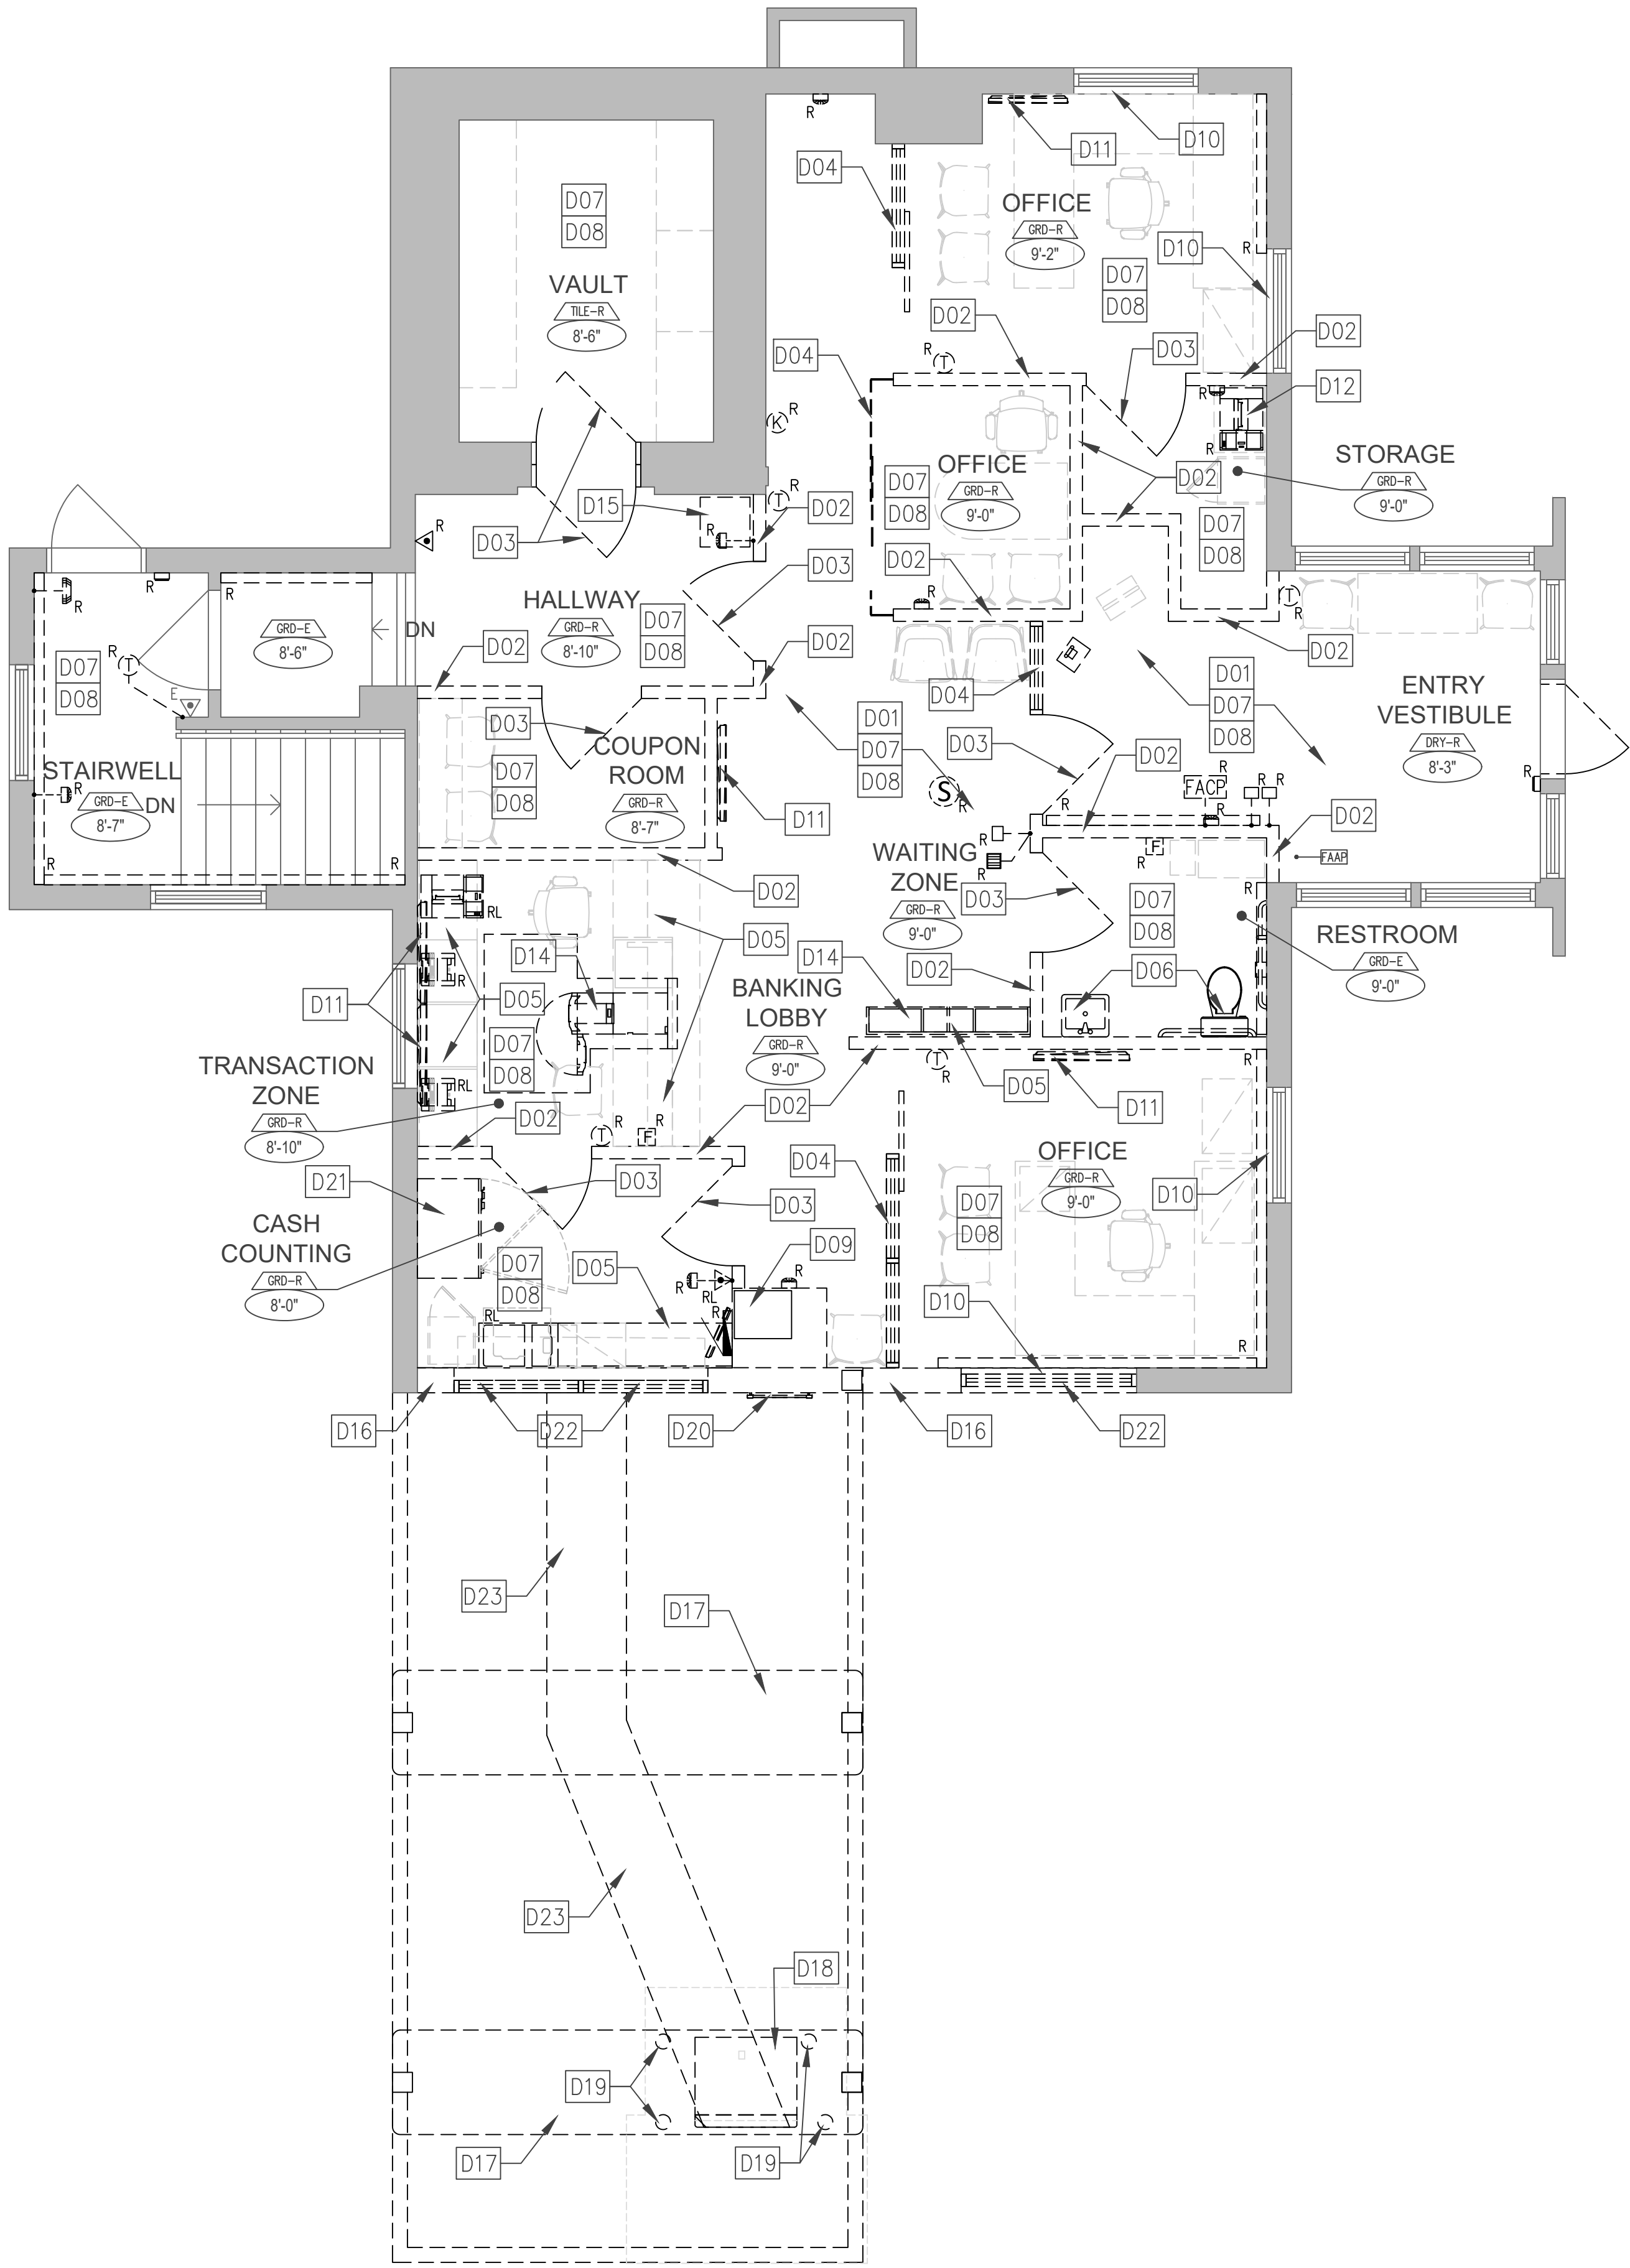 R
D10
D11
D04
OFFICE
GRD-R
9'-2"
D07
D08
D10
R
D07
D08
VAULT
TILE-R
8'-6"
D07
D08
D02
D02
D04
R
T
D03
R
D12
K
R
R
STORAGE
GRD-R
9'-0"
OFFICE
GRD-R
9'-0"
D07
D08
D02
D15
R
T
R
D02
D07
D08
R
D03
D03
D02
R
T
R
R
R
R
HALLWAY
GRD-R
8'-10"
D07
D08
DN
GRD-E
8'-6"
D02
D02
D02
R
T
D07
D08
E
D04
D01
D07
D08
ENTRY
VESTIBULE
DRY-R
8'-3"
D03
COUPON
ROOM
GRD-R
8'-7"
D07
D08
D01
D07
D08
D03
D02
R
FACP
R
R
R
S
R
R
R
STAIRWELL
GRD-E
8'-7"
DN
R
R
R
D11
D02
R
R
F
R
FAAP
WAITING
ZONE
GRD-R
9'-0"
D03
D02
D07
D08
R
RL
D05
D14
D14
R
D05
D11
D02
D06
RESTROOM
GRD-E
9'-0"
BANKING
LOBBY
GRD-R
9'-0"
D07
D08
TRANSACTION
ZONE
GRD-R
8'-10"
RL
D02
T
R
R
D05
D11
D02
T
R
F
R
D04
OFFICE
GRD-R
9'-0"
D07
D08
D10
D21
D03
D03
CASH
COUNTING
GRD-R
8'-0"
D07
D08
D05
D09
R
R
RL
R
RL
D10
R
D16
D22
D20
D16
D22
D23
D17
D23
D18
D19
D17
D19